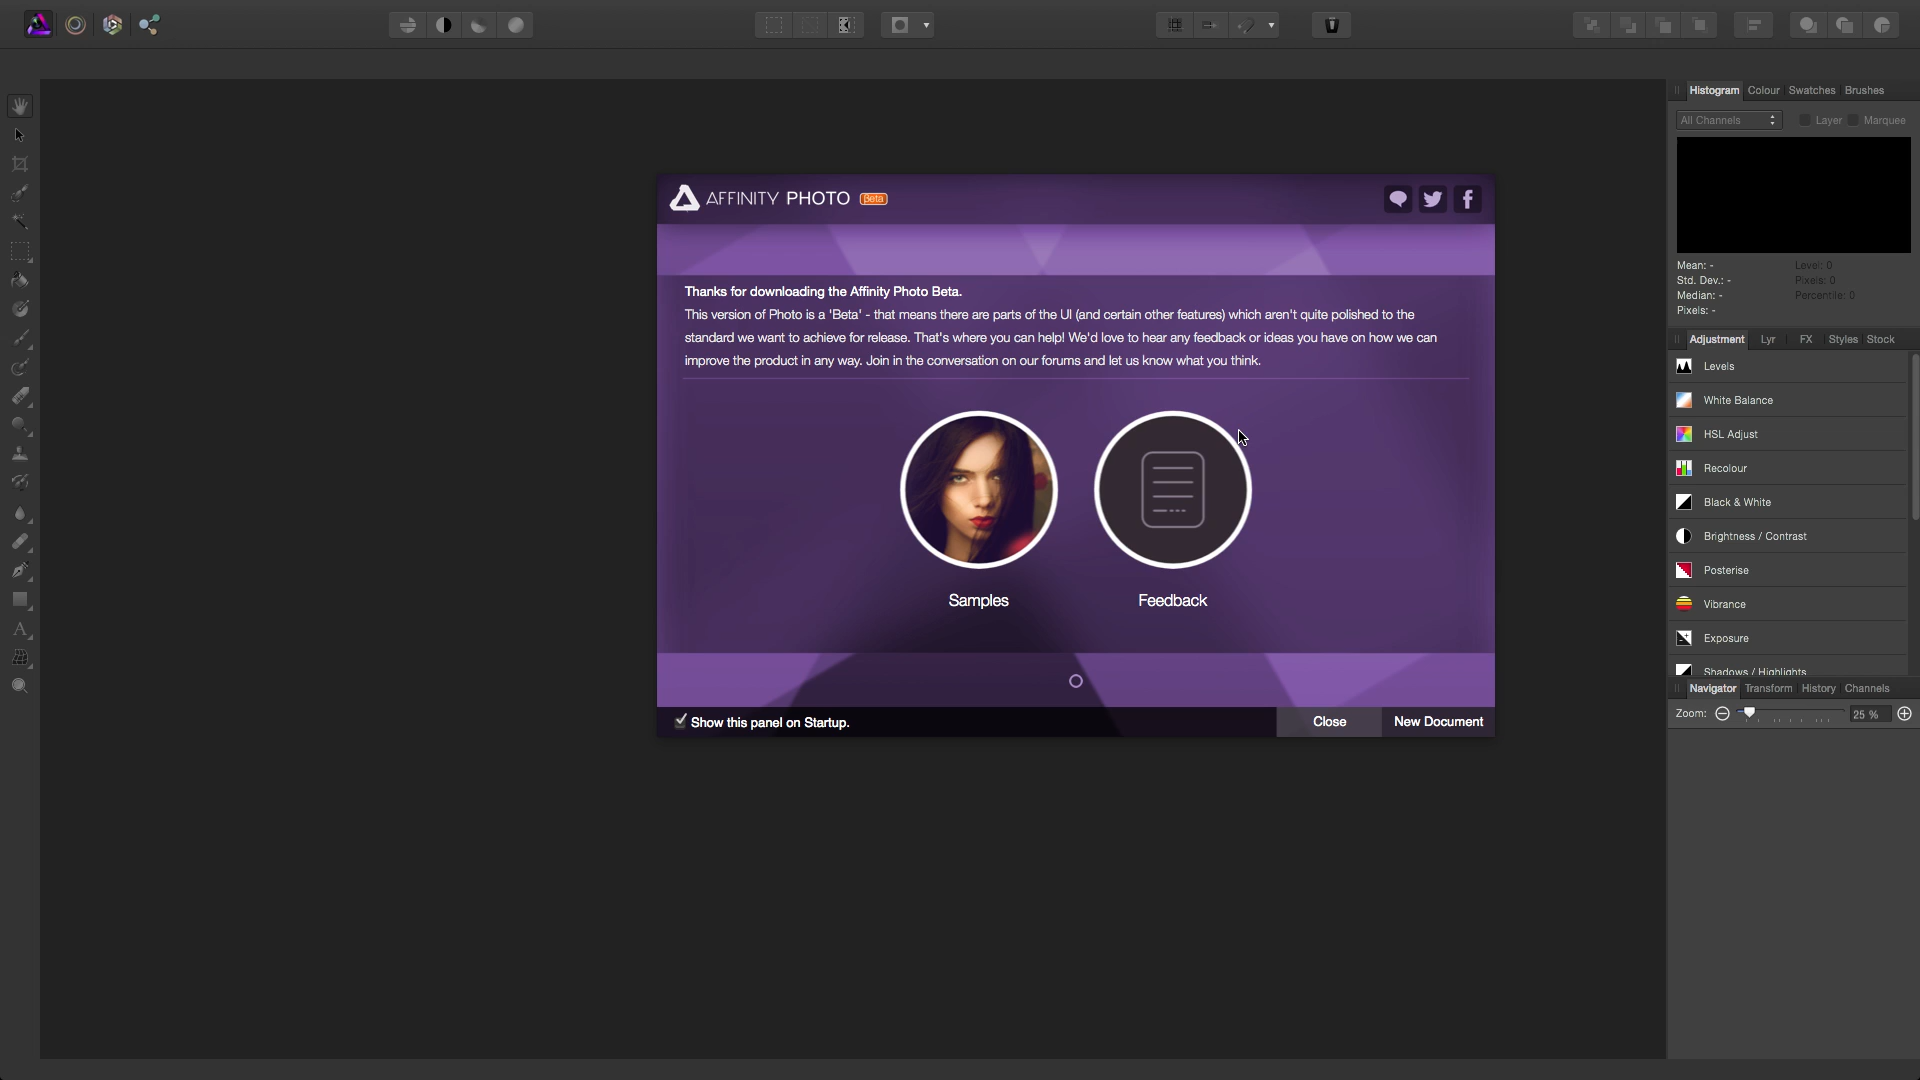 Histogram Colour Swatches Brushes
All Channels Layer Marquee
Mean: - Level: 0
Std. Dev.: - Pixels: 0
Median: - Percentile: 0
Pixels: -
AFFINITY PHOTO Beta
Thanks for downloading the Affinity Photo Beta.
This version of Photo is a 'Beta' - that means there are parts of the UI (and certain other features) which aren't quite polished to the
standard we want to achieve for release. That's where you can help! We'd love to hear any feedback or ideas you have on how we can
improve the product in any way. Join in the conversation on our forums and let us know what you think.
Samples Feedback
Show this panel on Startup. Close New Document
Adjustment Lyr FX Styles Stock
Levels
White Balance
HSL Adjust
Recolour
Black & White
Brightness / Contrast
Posterise
Vibrance
Exposure
Shadows / Highlights
Navigator Transform History Channels
Zoom: 25 %